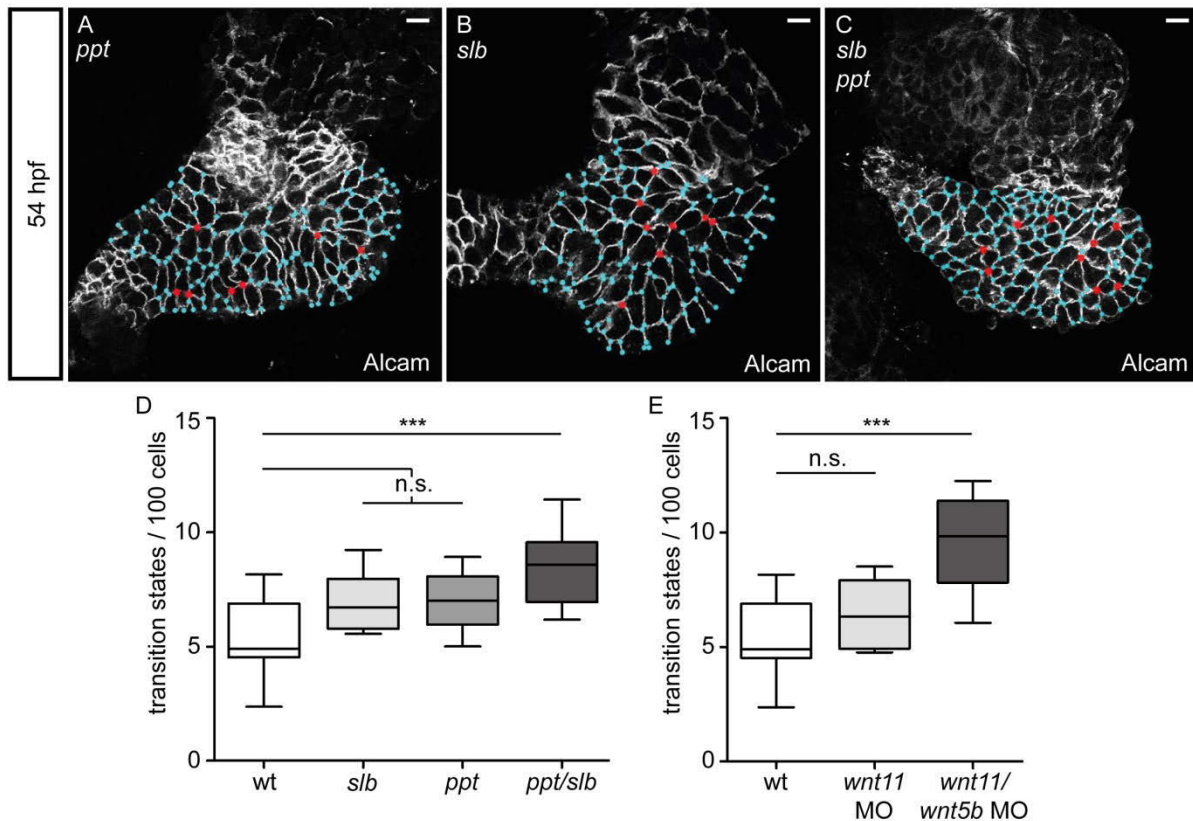 54 hpf
A
ppt
Alcam
B
slb
Alcam
C
slb
ppt
Alcam
D
transition states / 100 cells
15
10
5
0
***
n.s.
wt
slb
ppt
ppt/slb
E
transition states / 100 cells
15
10
5
0
***
n.s.
wt
wnt11
MO
wnt11/
wnt5b MO